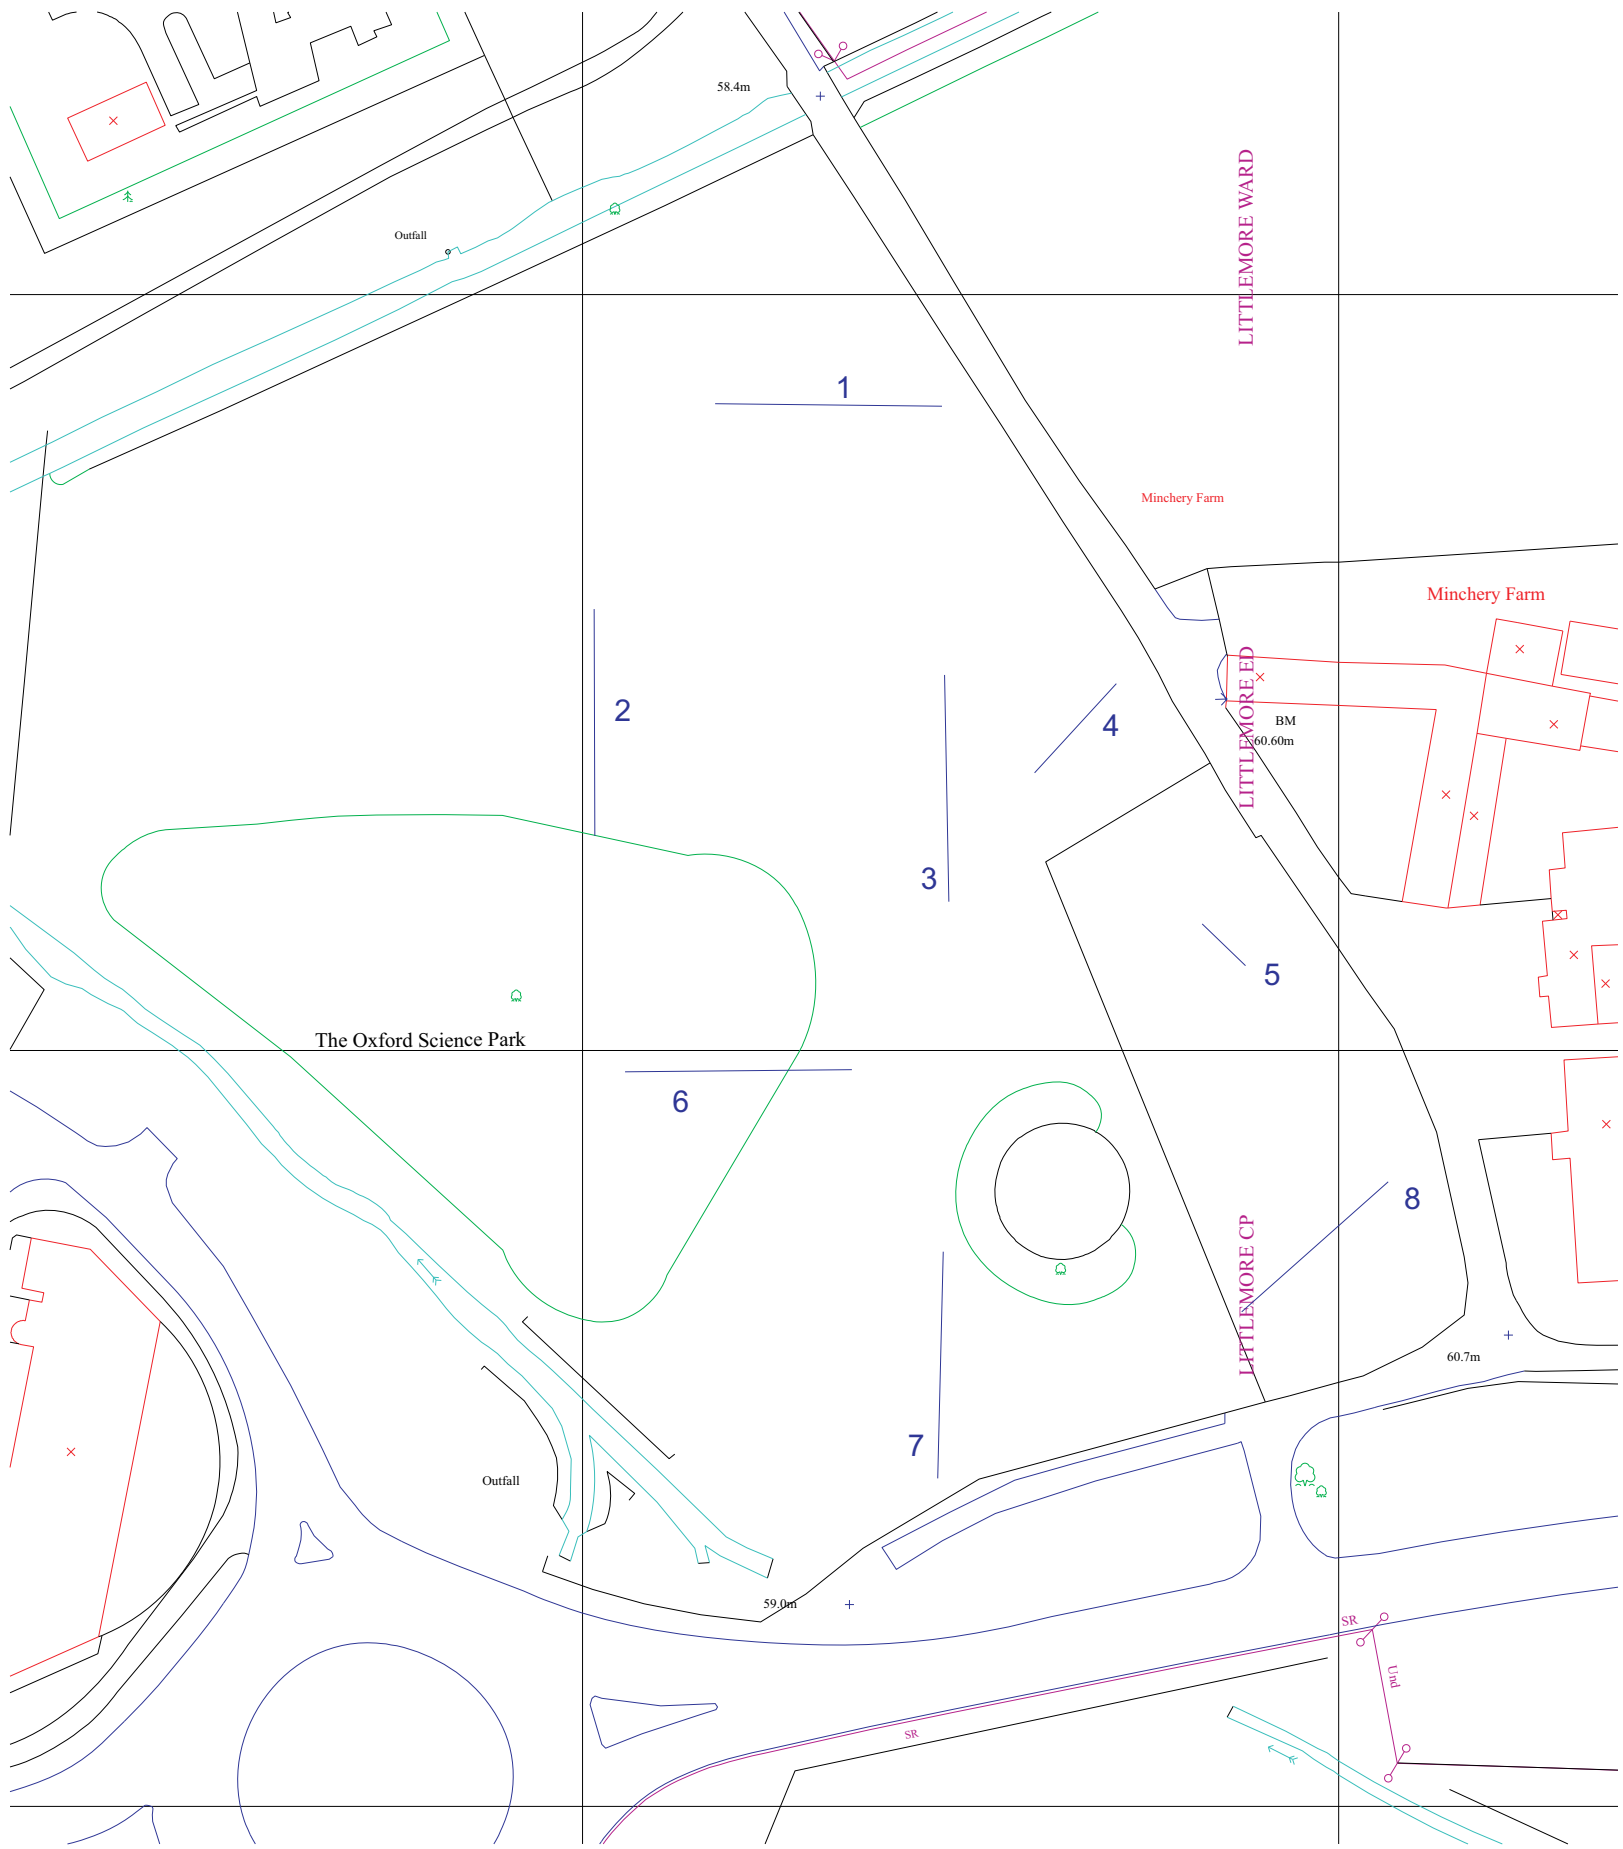 58.4m
LITTLEMORE WARD
Outfall
1
Minchery Farm
Minchery Farm
2
4
LITTLEMORE ED
BM
60.60m
3
5
The Oxford Science Park
6
8
LITTLEMORE CP
60.7m
7
Outfall
59.0m
SR
Und
SR